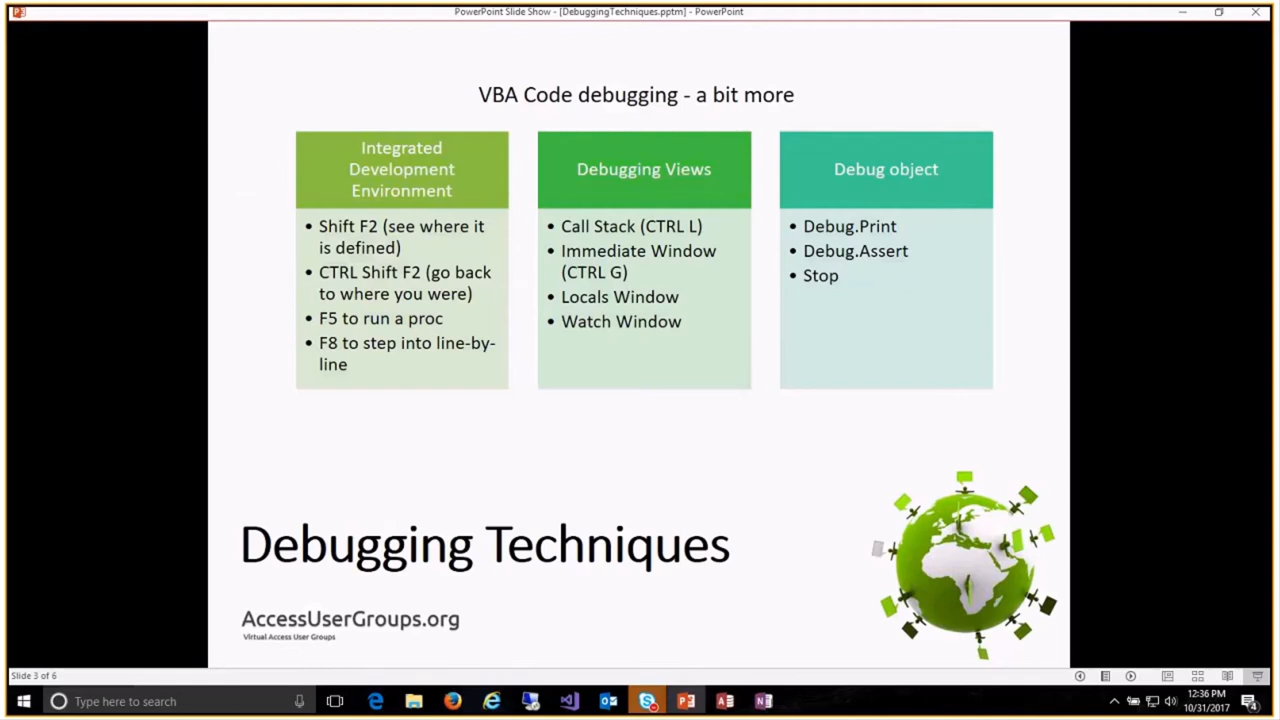 PowerPoint Slide Show - [DebuggingTechniques.pptm] - PowerPoint
VBA Code debugging - a bit more
Integrated
Development
Environment
• Shift F2 (see where it
is defined)
• CTRL Shift F2 (go back
to where you were)
• F5 to run a proc
• F8 to step into line-by-
line
Debugging Views
• Call Stack (CTRL L)
• Immediate Window
(CTRL G)
• Locals Window
• Watch Window
Debug object
• Debug.Print
• Debug.Assert
• Stop
Debugging Techniques
AccessUserGroups.org
Virtual Access User Groups
Slide 3 of 6
Type here to search
12:36 PM
10/31/2017
4